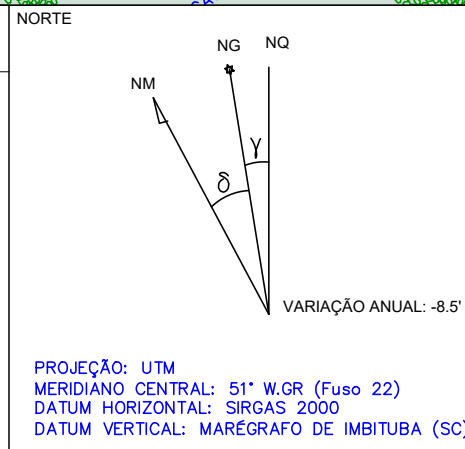 NORTE
NG NQ
NM
γ
δ
VARIAÇÃO ANUAL: -8.5'
PROJEÇÃO: UTM
MERIDIANO CENTRAL: 51° W.GR (Fuso 22)
DATUM HORIZONTAL: SIRGAS 2000
DATUM VERTICAL: MARÉGRAFO DE IMBITUBA (SC)